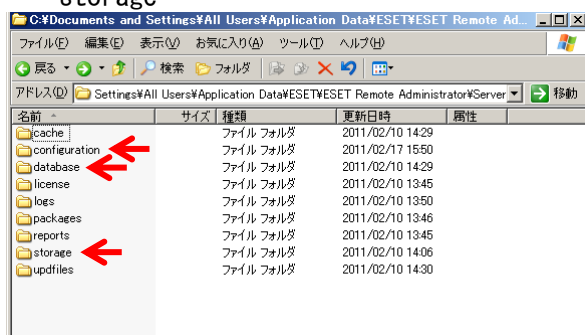 storage
C:¥Documents and Settings¥All Users¥Application Data¥ESET¥ESET Remote Ad...
ファイル(F) 編集(E) 表示(V) お気に入り(A) ツール(T) ヘルプ(H)
戻る 検索 フォルダ
アドレス(D) Settings¥All Users¥Application Data¥ESET¥ESET Remote Administrator¥Server 移動
名前 サイズ 種類 更新日時 属性
cache ファイル フォルダ 2011/02/10 14:29
configuration ファイル フォルダ 2011/02/17 15:50
database ファイル フォルダ 2011/02/10 14:29
license ファイル フォルダ 2011/02/10 13:45
logs ファイル フォルダ 2011/02/10 13:50
packages ファイル フォルダ 2011/02/10 13:46
reports ファイル フォルダ 2011/02/10 13:45
storage ファイル フォルダ 2011/02/10 14:06
updfiles ファイル フォルダ 2011/02/10 14:30